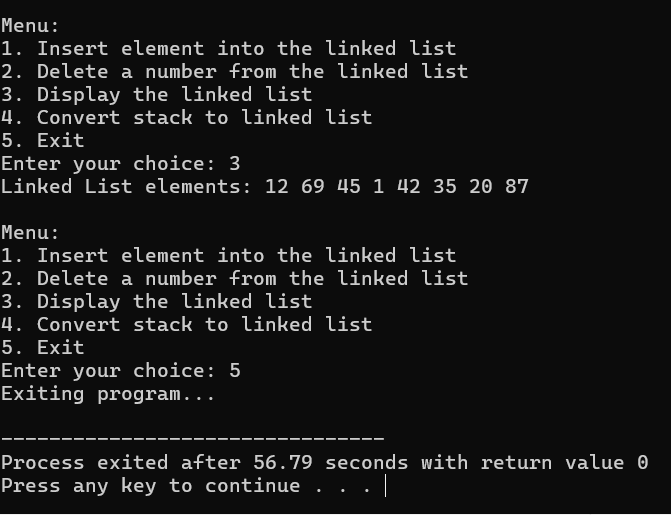 Menu:
1. Insert element into the linked list
2. Delete a number from the linked list
3. Display the linked list
4. Convert stack to linked list
5. Exit
Enter your choice: 3
Linked List elements: 12 69 45 1 42 35 20 87
Menu:
1. Insert element into the linked list
2. Delete a number from the linked list
3. Display the linked list
4. Convert stack to linked list
5. Exit
Enter your choice: 5
Exiting program...
--------------------------------
Process exited after 56.79 seconds with return value 0
Press any key to continue . . .